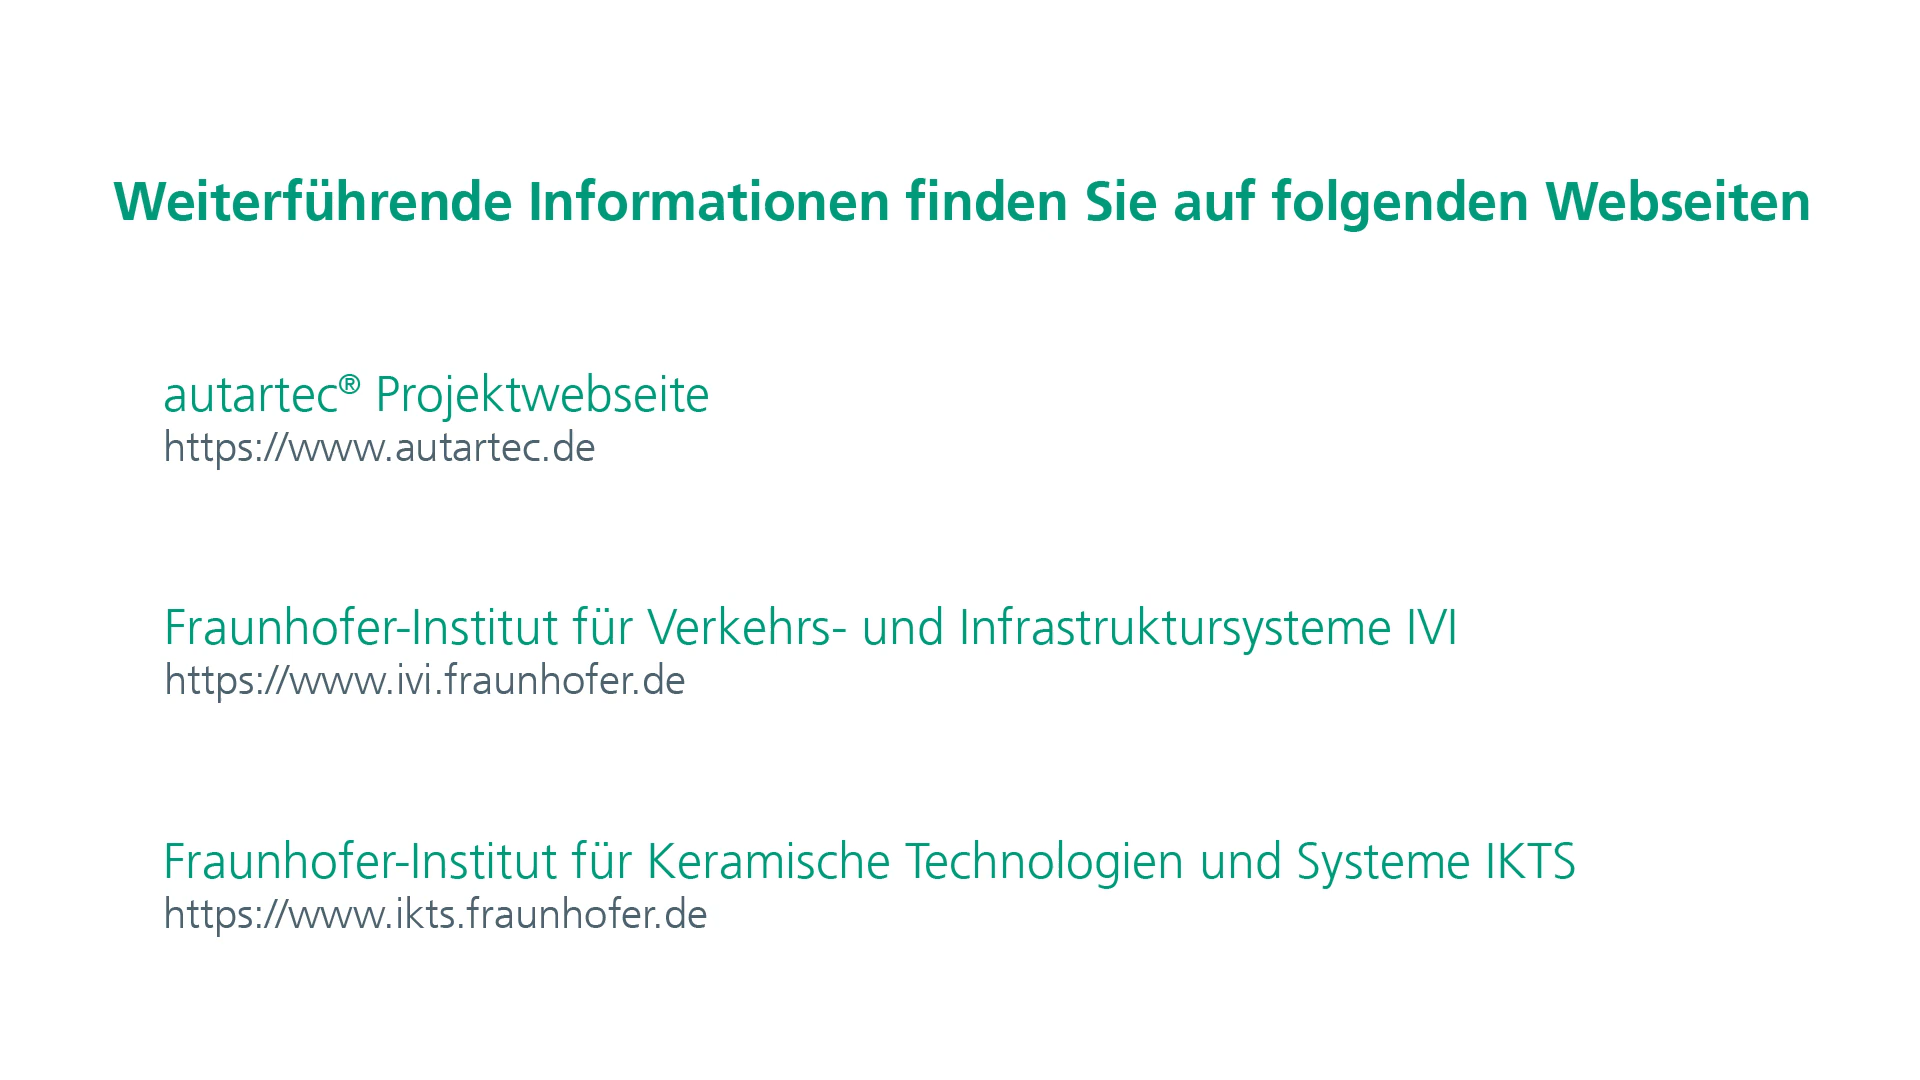 Weiterführende Informationen finden Sie auf folgenden Webseiten
autartec® Projektwebseite
https://www.autartec.de
Fraunhofer-Institut für Verkehrs- und Infrastruktursysteme IVI
https://www.ivi.fraunhofer.de
Fraunhofer-Institut für Keramische Technologien und Systeme IKTS
https://www.ikts.fraunhofer.de